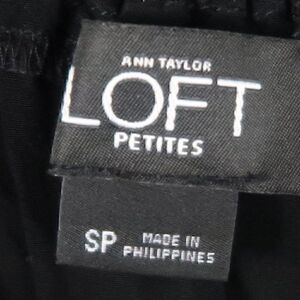 ANN TAYLOR
LOFT
PETITES
SP MADE IN
PHILIPPINES